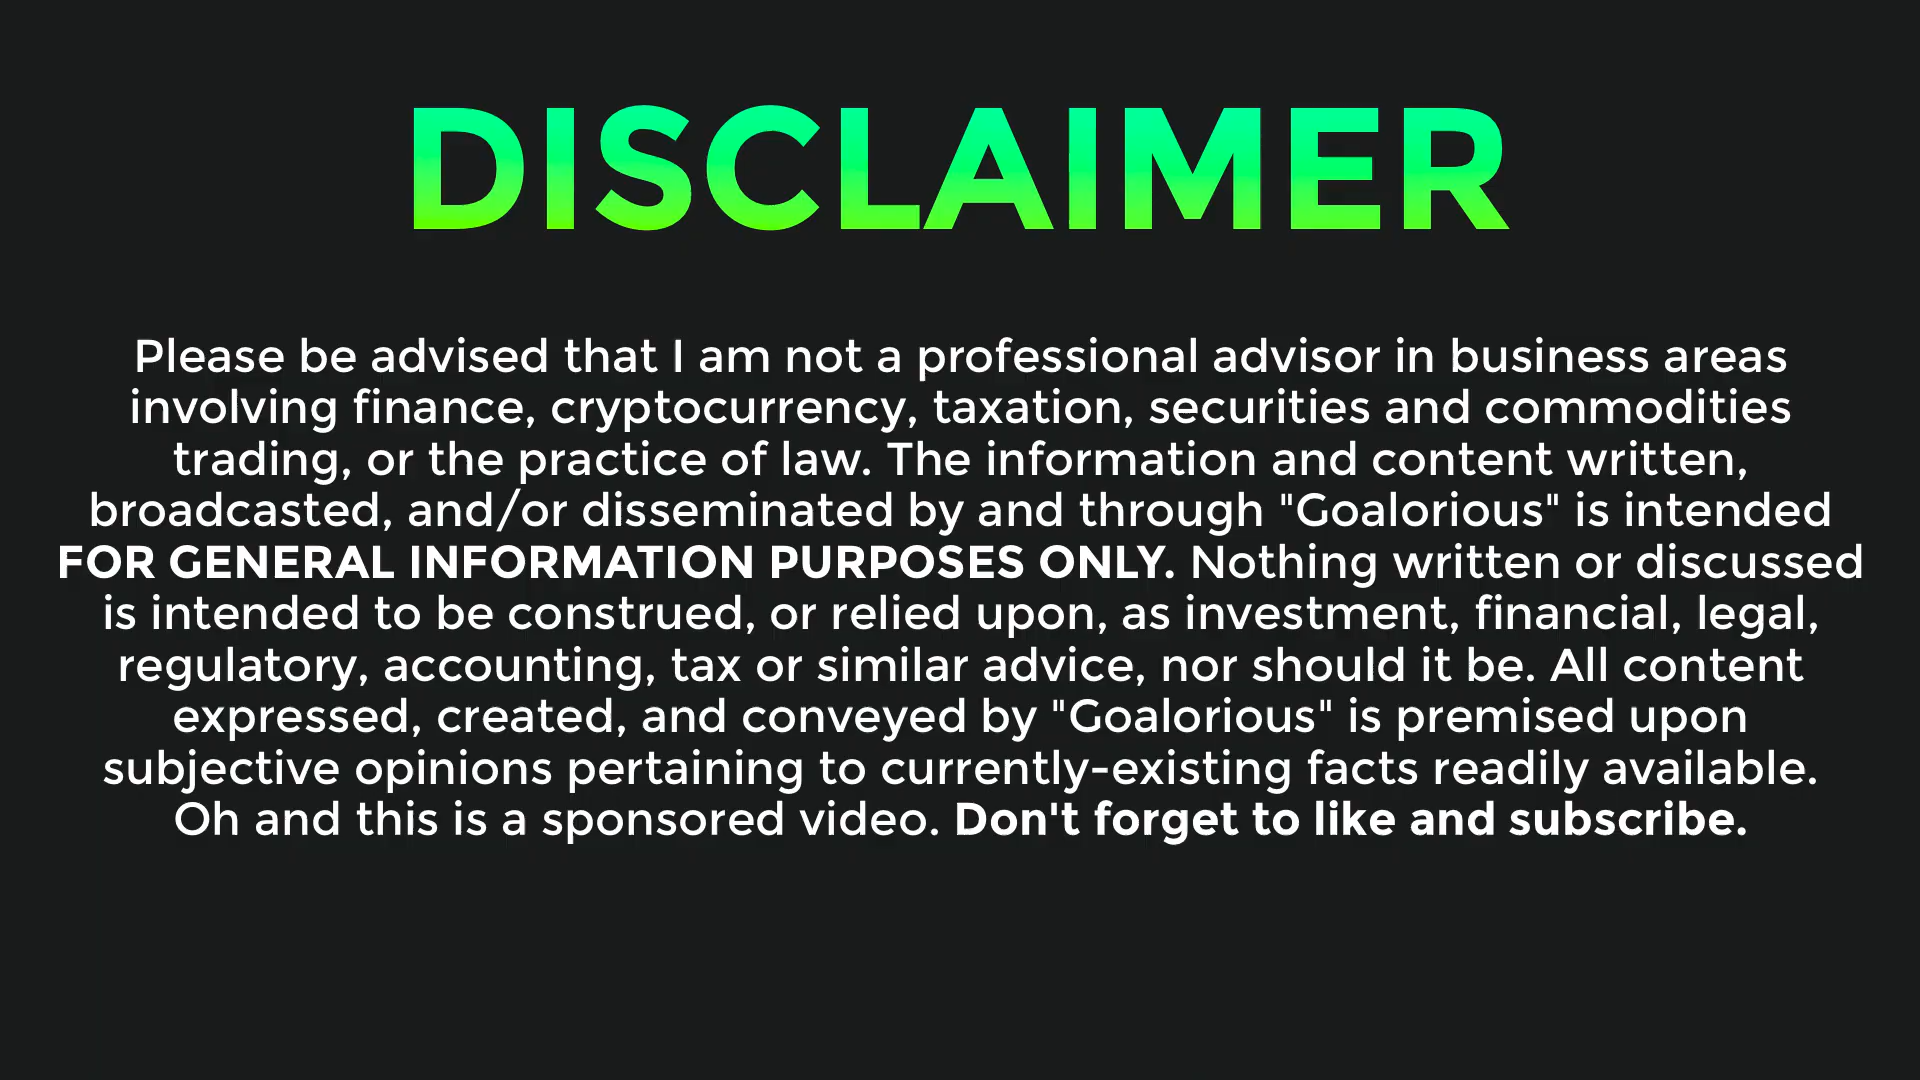 DISCLAIMER
Please be advised that I am not a professional advisor in business areas
involving finance, cryptocurrency, taxation, securities and commodities
trading, or the practice of law. The information and content written,
broadcasted, and/or disseminated by and through "Goalorious" is intended
FOR GENERAL INFORMATION PURPOSES ONLY. Nothing written or discussed
is intended to be construed, or relied upon, as investment, financial, legal,
regulatory, accounting, tax or similar advice, nor should it be. All content
expressed, created, and conveyed by "Goalorious" is premised upon
subjective opinions pertaining to currently-existing facts readily available.
Oh and this is a sponsored video. Don't forget to like and subscribe.